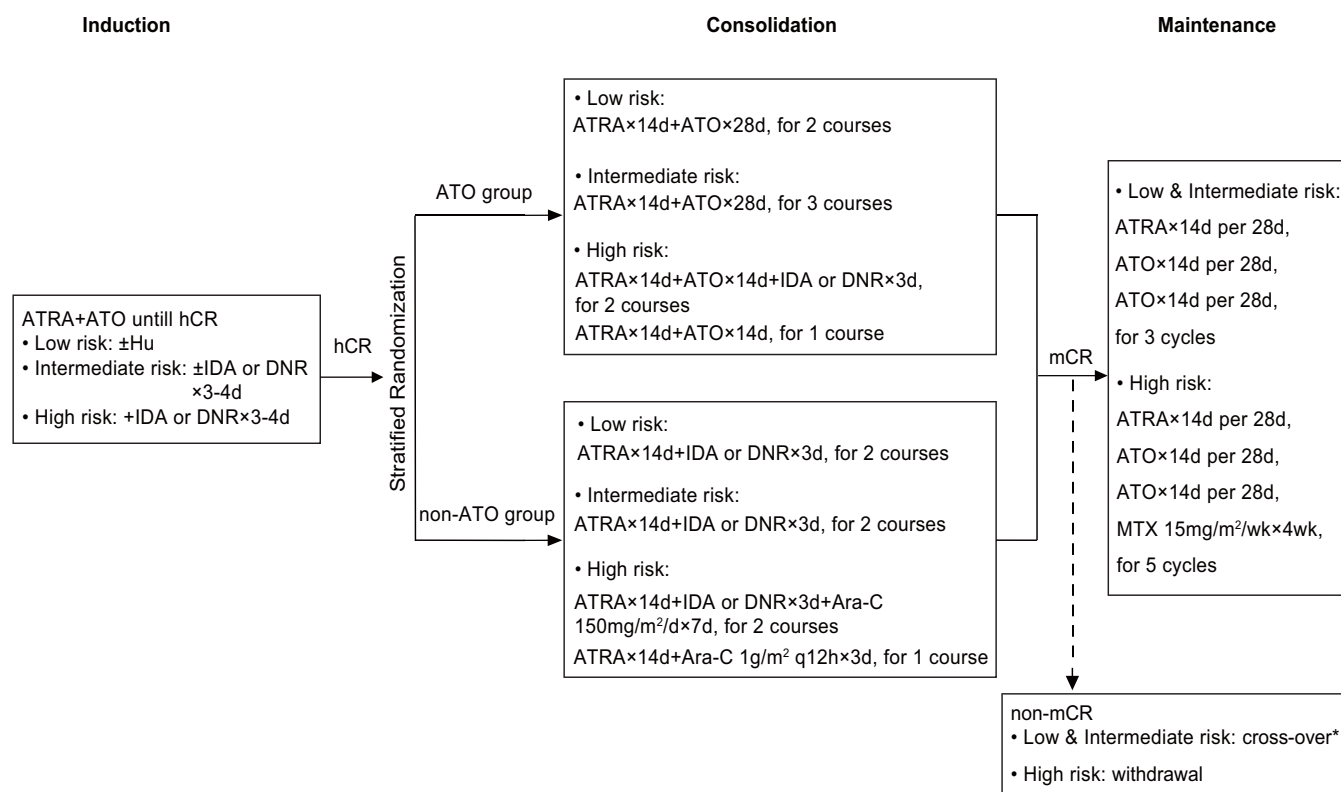 Induction
Consolidation
Maintenance
ATRA+ATO untill hCR
• Low risk: ±Hu
• Intermediate risk: ±IDA or DNR
×3-4d
• High risk: +IDA or DNR×3-4d
hCR
Stratified Randomization
ATO group
non-ATO group
• Low risk:
ATRA×14d+ATO×28d, for 2 courses
• Intermediate risk:
ATRA×14d+ATO×28d, for 3 courses
• High risk:
ATRA×14d+ATO×14d+IDA or DNR×3d,
for 2 courses
ATRA×14d+ATO×14d, for 1 course
• Low risk:
ATRA×14d+IDA or DNR×3d, for 2 courses
• Intermediate risk:
ATRA×14d+IDA or DNR×3d, for 2 courses
• High risk:
ATRA×14d+IDA or DNR×3d+Ara-C
150mg/m²/d×7d, for 2 courses
ATRA×14d+Ara-C 1g/m² q12h×3d, for 1 course
mCR
• Low & Intermediate risk:
ATRA×14d per 28d,
ATO×14d per 28d,
ATO×14d per 28d,
for 3 cycles
• High risk:
ATRA×14d per 28d,
ATO×14d per 28d,
ATO×14d per 28d,
MTX 15mg/m²/wk×4wk,
for 5 cycles
non-mCR
• Low & Intermediate risk: cross-over*
• High risk: withdrawal